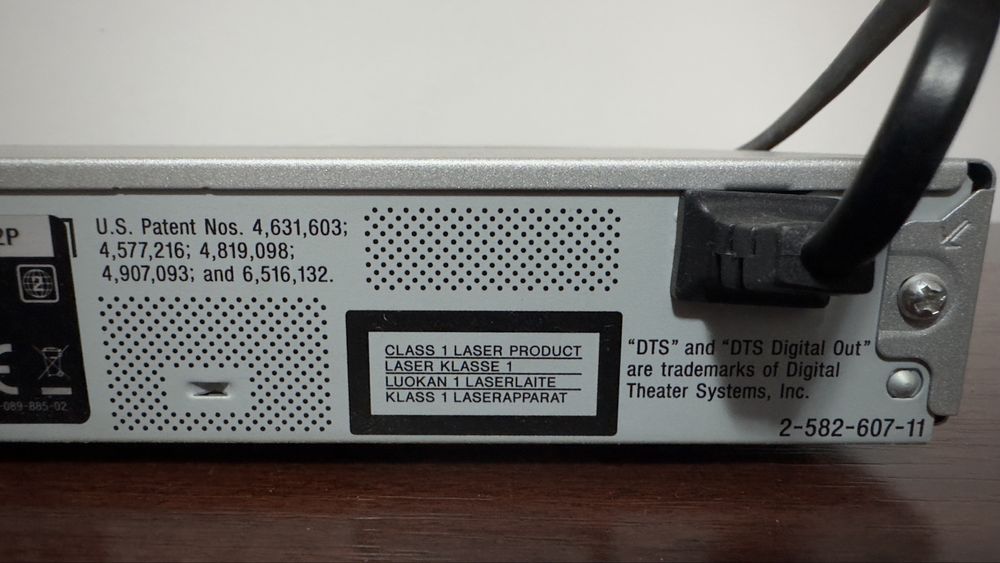 2P
U.S. Patent Nos. 4,631,603;
4,577,216; 4,819,098;
4,907,093; and 6,516,132.
2
CE
-089-885-02
CLASS 1 LASER PRODUCT
LASER KLASSE 1
LUOKAN 1 LASERLAITE
KLASS 1 LASERAPPARAT
"DTS" and "DTS Digital Out"
are trademarks of Digital
Theater Systems, Inc.
2-582-607-11